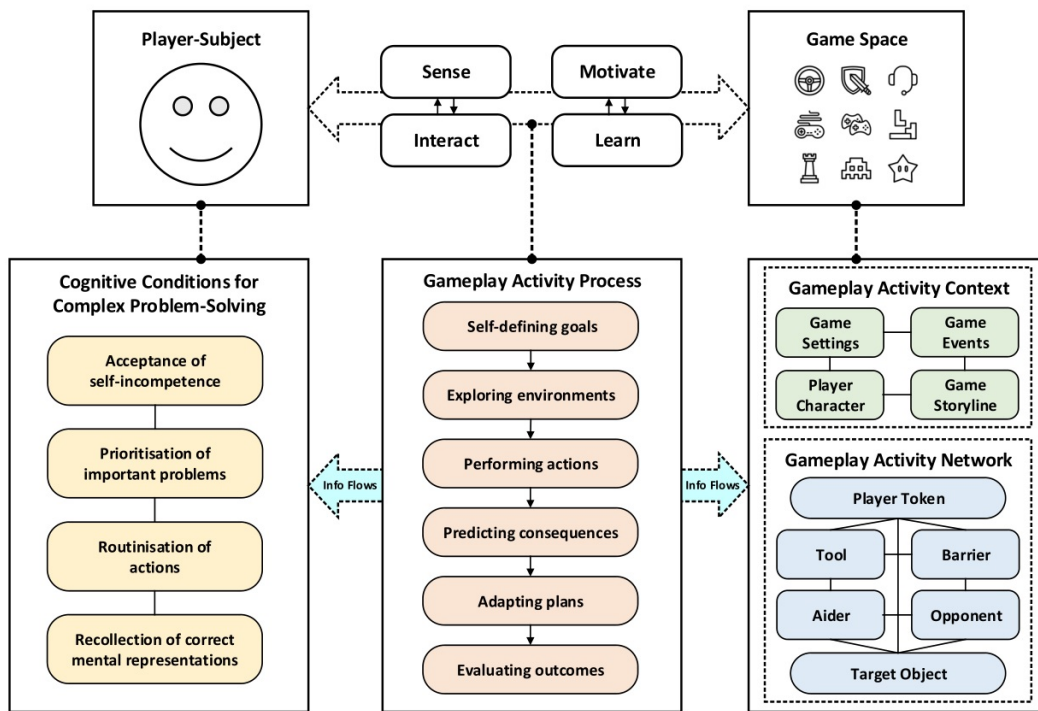 Player-Subject
Sense
Interact
Motivate
Learn
Game Space
Cognitive Conditions for
Complex Problem-Solving
Acceptance of
self-incompetence
Prioritisation of
important problems
Routinisation of
actions
Recollection of correct
mental representations
Info Flows
Gameplay Activity Process
Self-defining goals
Exploring environments
Performing actions
Predicting consequences
Adapting plans
Evaluating outcomes
Info Flows
Gameplay Activity Context
Game
Settings
Game
Events
Player
Character
Game
Storyline
Gameplay Activity Network
Player Token
Tool
Barrier
Aider
Opponent
Target Object